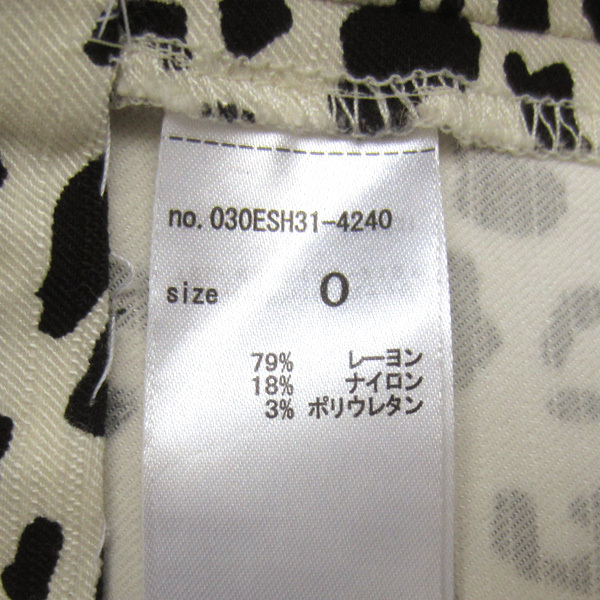 no. 030ESH31-4240
size 0
79% レーヨン
18% ナイロン
3% ポリウレタン